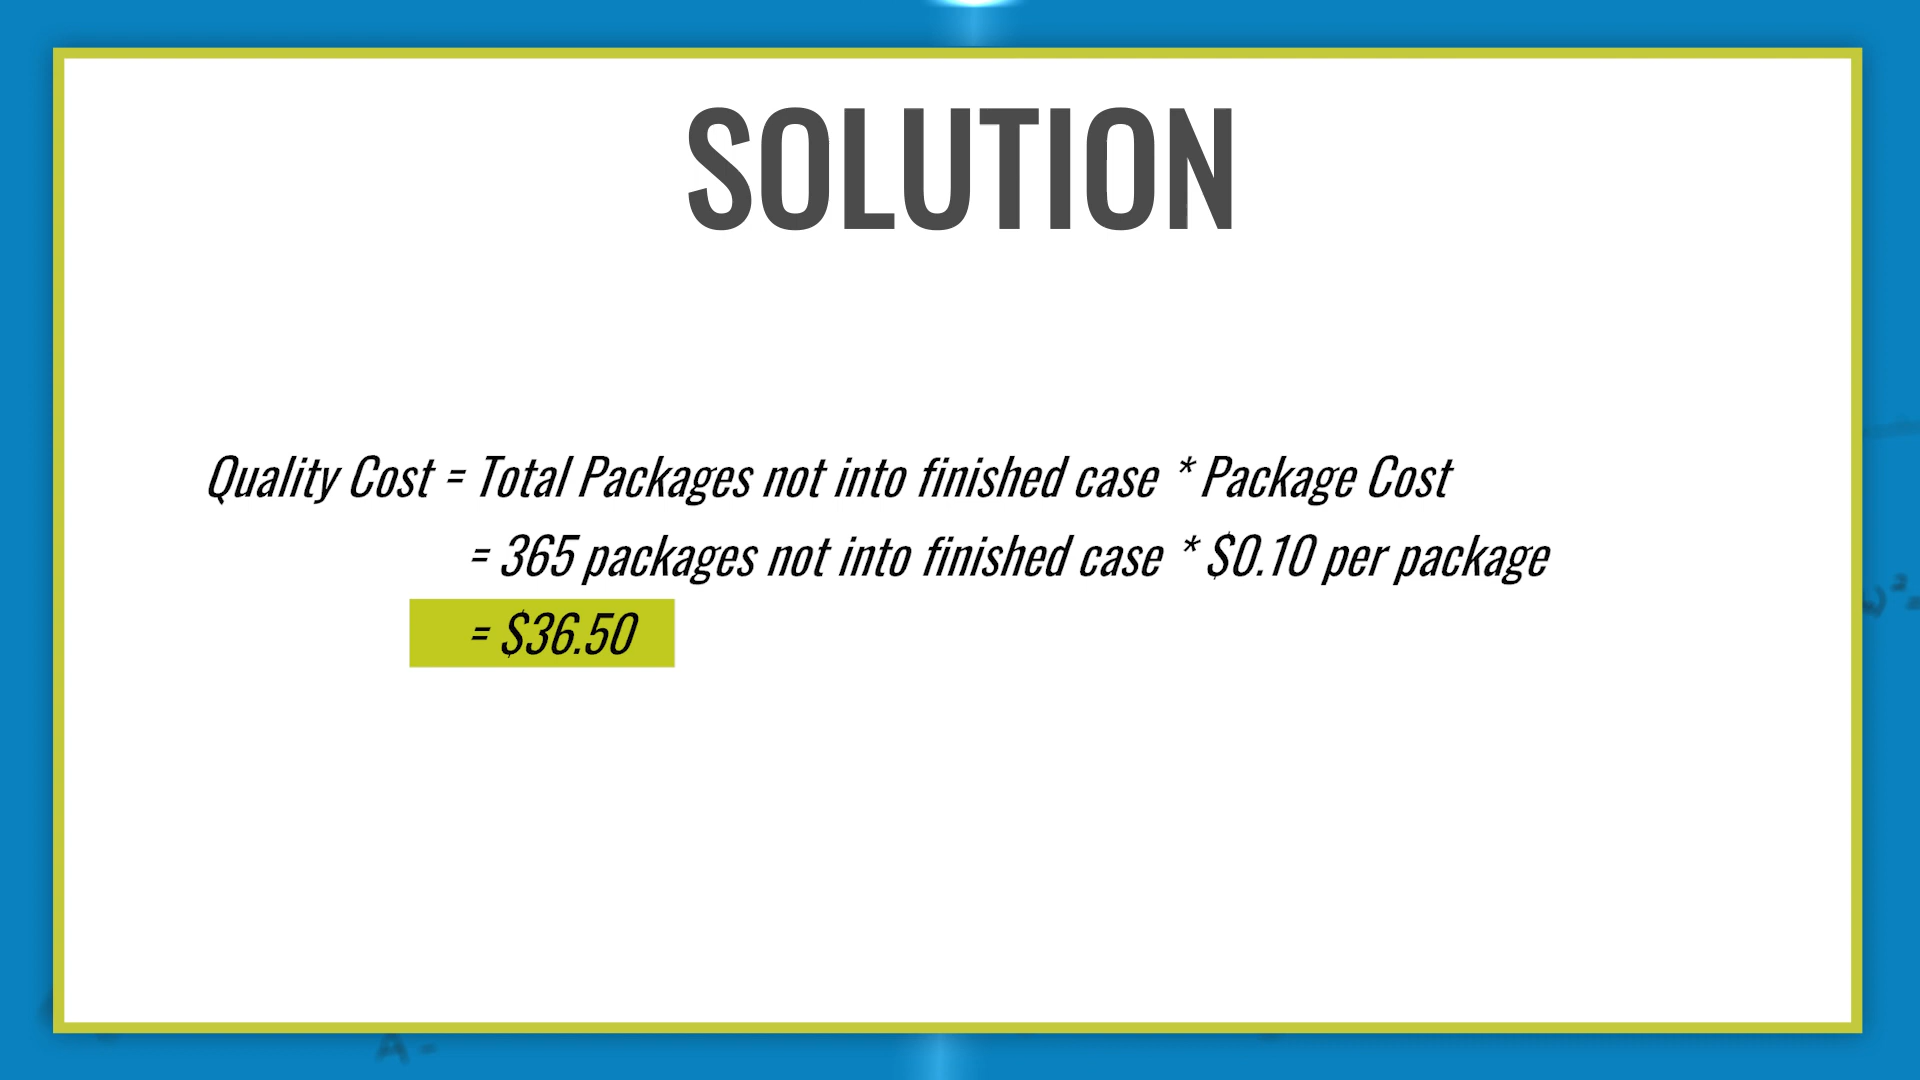 SOLUTION
Quality Cost = Total Packages not into finished case * Package Cost
= 365 packages not into finished case * $0.10 per package
= $36.50
A -